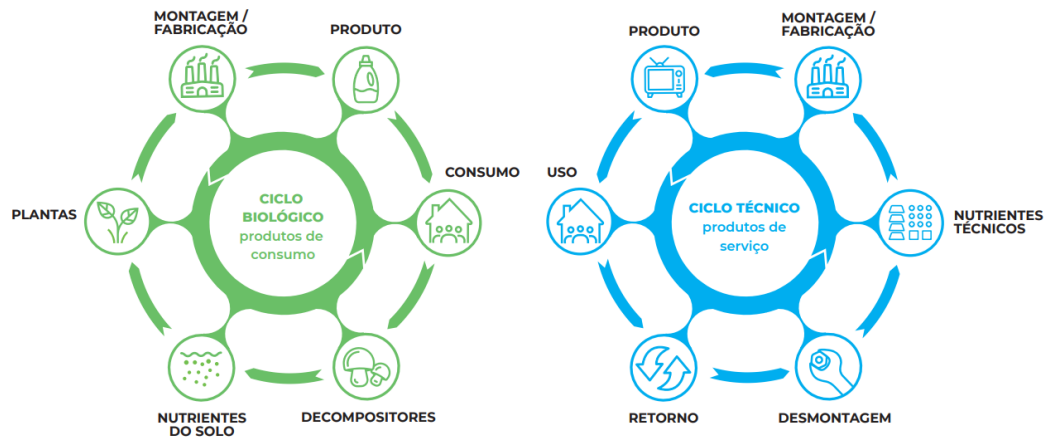 MONTAGEM /
FABRICAÇÃO
PRODUTO
CONSUMO
PLANTAS
CICLO
BIOLÓGICO
produtos de
consumo
NUTRIENTES
DO SOLO
DECOMPOSITORES
PRODUTO
MONTAGEM /
FABRICAÇÃO
USO
CICLO TÉCNICO
produtos de
serviço
NUTRIENTES
TÉCNICOS
RETORNO
DESMONTAGEM